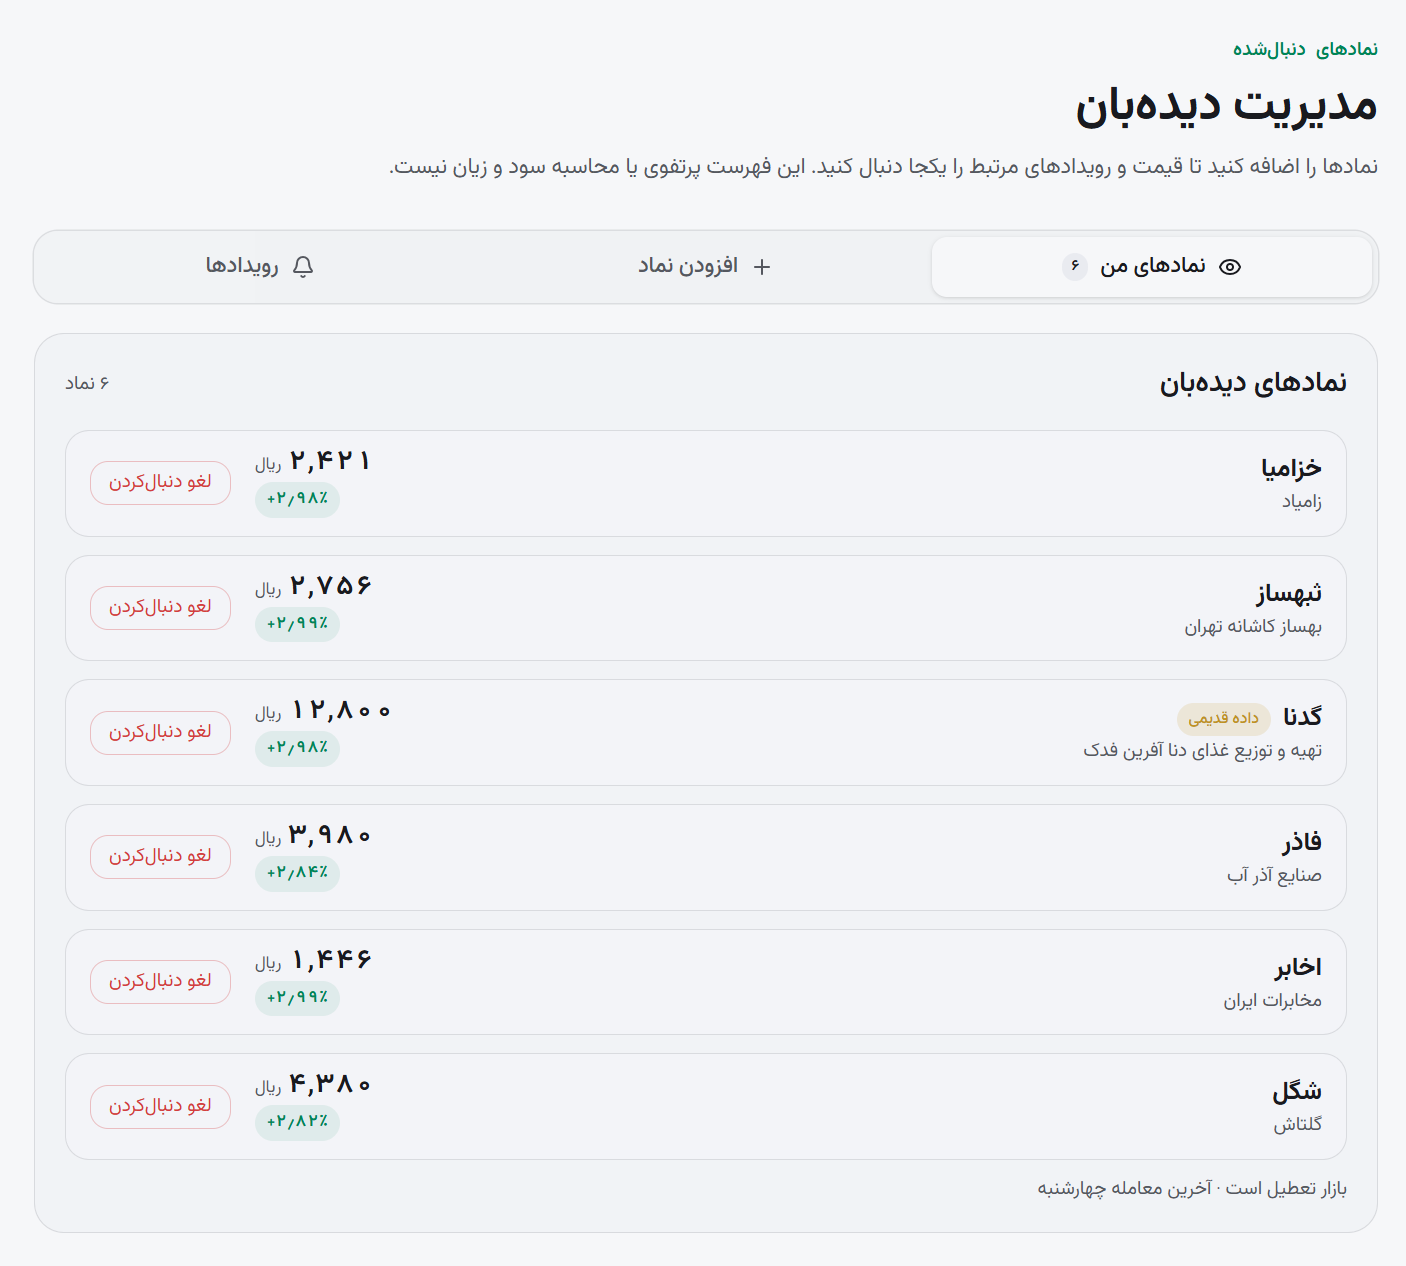 نمادهای دنبال‌شده
مدیریت دیده‌بان
نمادها را اضافه کنید تا قیمت و رویدادهای مرتبط را یکجا دنبال کنید. این فهرست پرتفوی یا محاسبه سود و زیان نیست.
نمادهای من ۶
افزودن نماد
رویدادها
نمادهای دیده‌بان
۶ نماد
خزامیا
زامیاد
۲,۴۲۱ ریال
+۲٫۹۸٪
لغو دنبال‌کردن
ثبهساز
بهساز کاشانه تهران
۲,۷۵۶ ریال
+۲٫۹۹٪
لغو دنبال‌کردن
گدنا داده قدیمی
تهیه و توزیع غذای دنا آفرین فدک
۱۲,۸۰۰ ریال
+۲٫۹۸٪
لغو دنبال‌کردن
فاذر
صنایع آذر آب
۳,۹۸۰ ریال
+۲٫۸۴٪
لغو دنبال‌کردن
اخابر
مخابرات ایران
۱,۴۴۶ ریال
+۲٫۹۹٪
لغو دنبال‌کردن
شگل
گلتاش
۴,۳۸۰ ریال
+۲٫۸۲٪
لغو دنبال‌کردن
بازار تعطیل است · آخرین معامله چهارشنبه